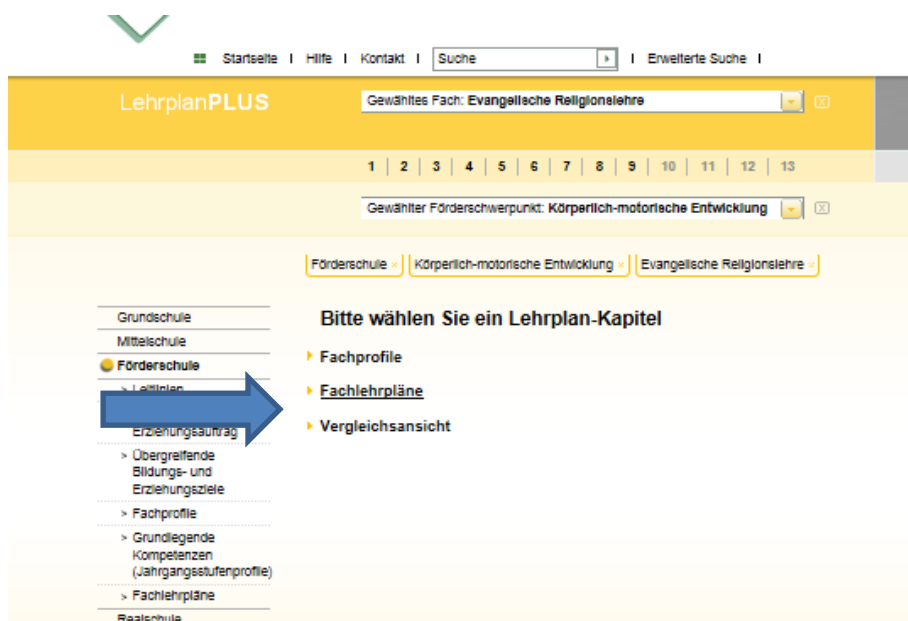 Startseite I Hilfe I Kontakt I Suche I Erweiterte Suche I
LehrplanPLUS
Gewähltes Fach: Evangelische Religionslehre
1 | 2 | 3 | 4 | 5 | 6 | 7 | 8 | 9 | 10 | 11 | 12 | 13
Gewählter Förderschwerpunkt: Körperlich-motorische Entwicklung
Förderschule × Körperlich-motorische Entwicklung × Evangelische Religionslehre ×
Grundschule
Mittelschule
Förderschule
> Leitlinien
Erziehungsauftrag
> Übergreifende
Bildungs- und
Erziehungsziele
> Fachprofile
> Grundlegende
Kompetenzen
(Jahrgangsstufenprofile)
> Fachlehrpläne
Realschule
Bitte wählen Sie ein Lehrplan-Kapitel
Fachprofile
Fachlehrpläne
Vergleichsansicht